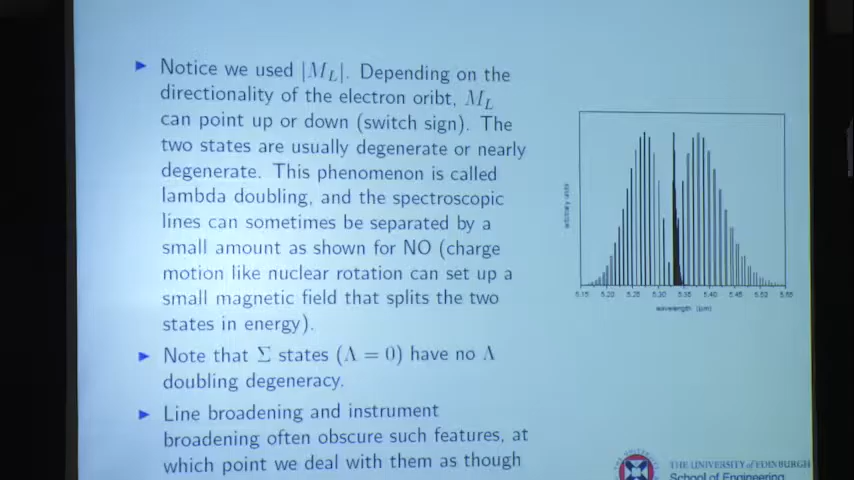 Notice we used |M_L|. Depending on the
directionality of the electron oribt, M_L
can point up or down (switch sign). The
two states are usually degenerate or nearly
degenerate. This phenomenon is called
lambda doubling, and the spectroscopic
lines can sometimes be separated by a
small amount as shown for NO (charge
motion like nuclear rotation can set up a
small magnetic field that splits the two
states in energy).
Note that Σ states (Λ = 0) have no Λ
doubling degeneracy.
Line broadening and instrument
broadening often obscure such features, at
which point we deal with them as though
arbitrary units
5.15 5.20 5.25 5.30 5.35 5.40 5.45 5.50 5.55
wavelength (μm)
THE UNIVERSITY of EDINBURGH
School of Engineering